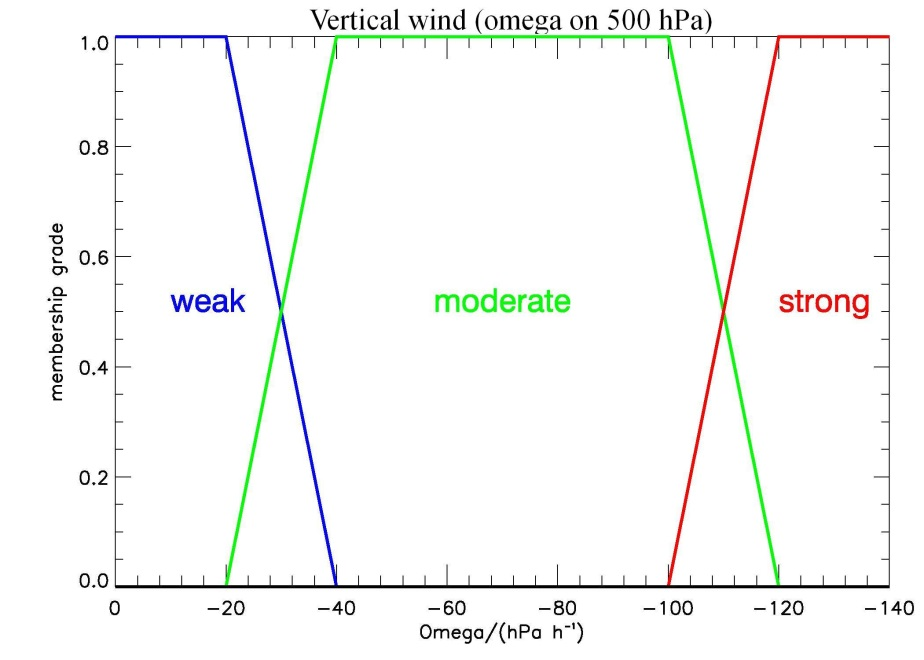 Vertical wind (omega on 500 hPa)
1.0
0.8
0.6
0.4
0.2
0.0
membership grade
weak
moderate
strong
0 −20 −40 −60 −80 −100 −120 −140
Omega/(hPa h⁻¹)